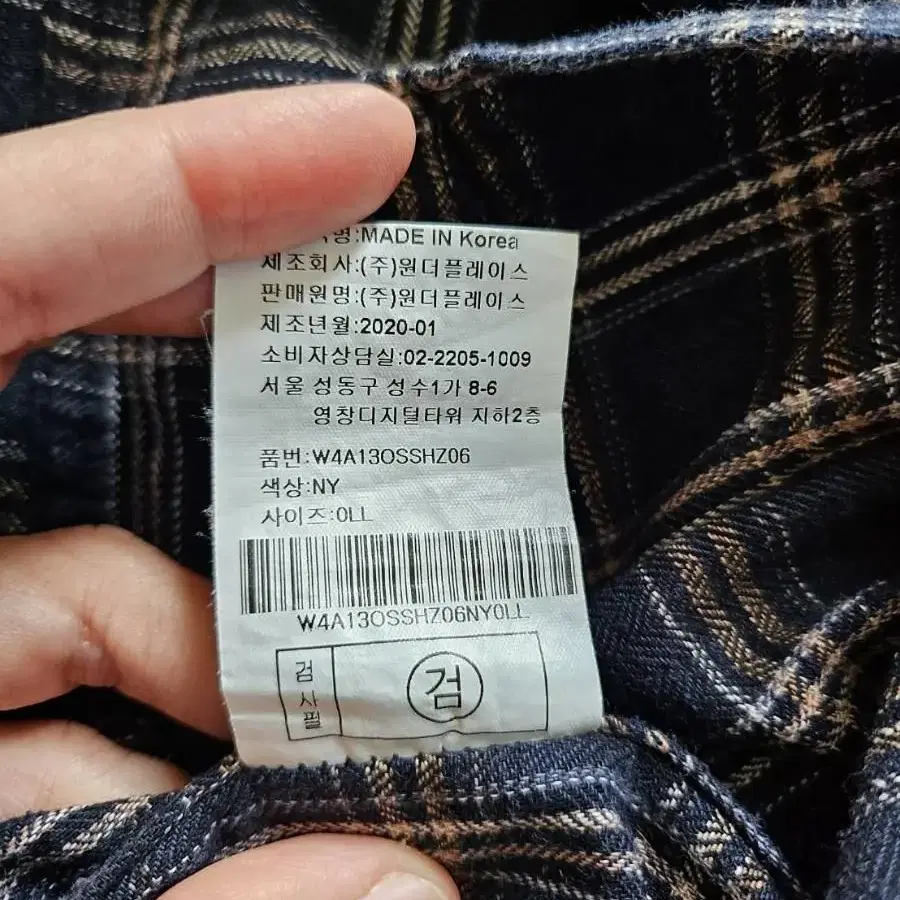 명:MADE IN Korea
제조회사:(주)원더플레이스
판매원명:(주)원더플레이스
제조년월:2020-01
소비자상담실:02-2205-1009
서울 성동구 성수1가 8-6
영창디지털타워 지하2층
품번:W4A13OSSHZ06
색상:NY
사이즈:0LL
W4A13OSSHZ06NY0LL
검사필
검